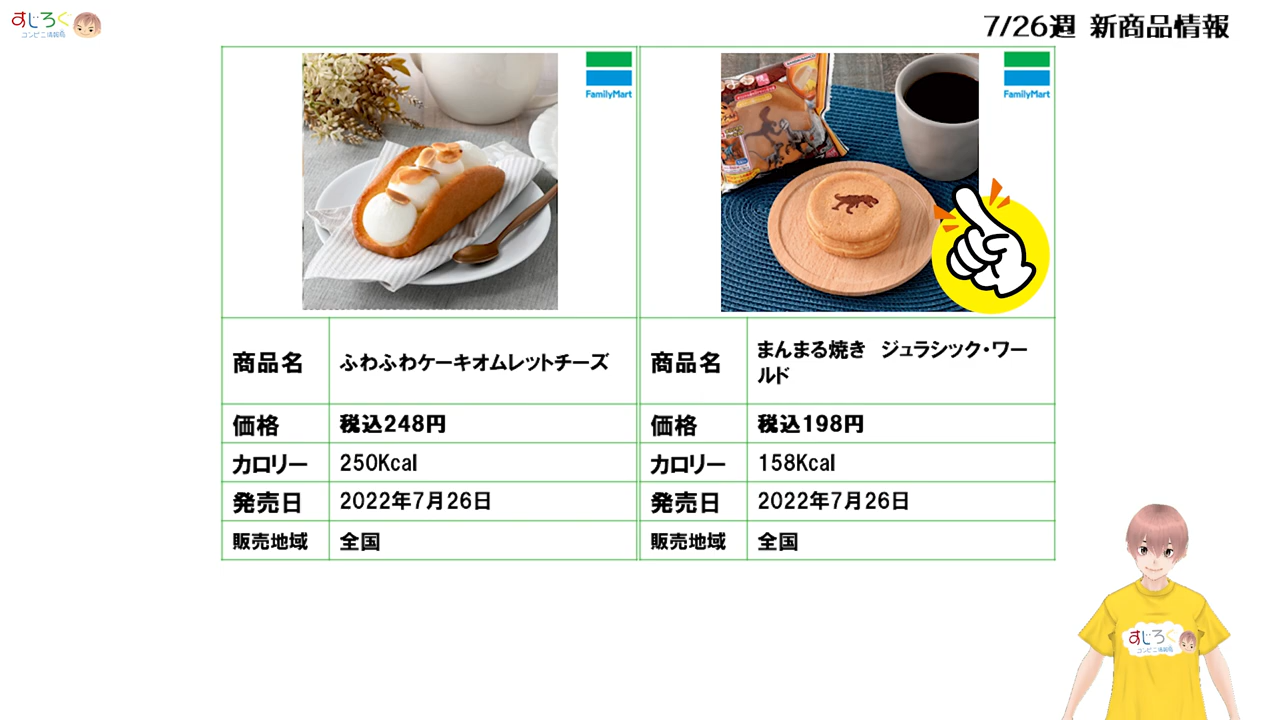 すじろぐ
コンビニ情報局
7/26週 新商品情報
FamilyMart
FamilyMart
商品名
ふわふわケーキオムレットチーズ
価格
税込248円
カロリー
250Kcal
発売日
2022年7月26日
販売地域
全国
商品名
まんまる焼き ジュラシック・ワー
ルド
価格
税込198円
カロリー
158Kcal
発売日
2022年7月26日
販売地域
全国
すじろぐ
コンビニ情報局